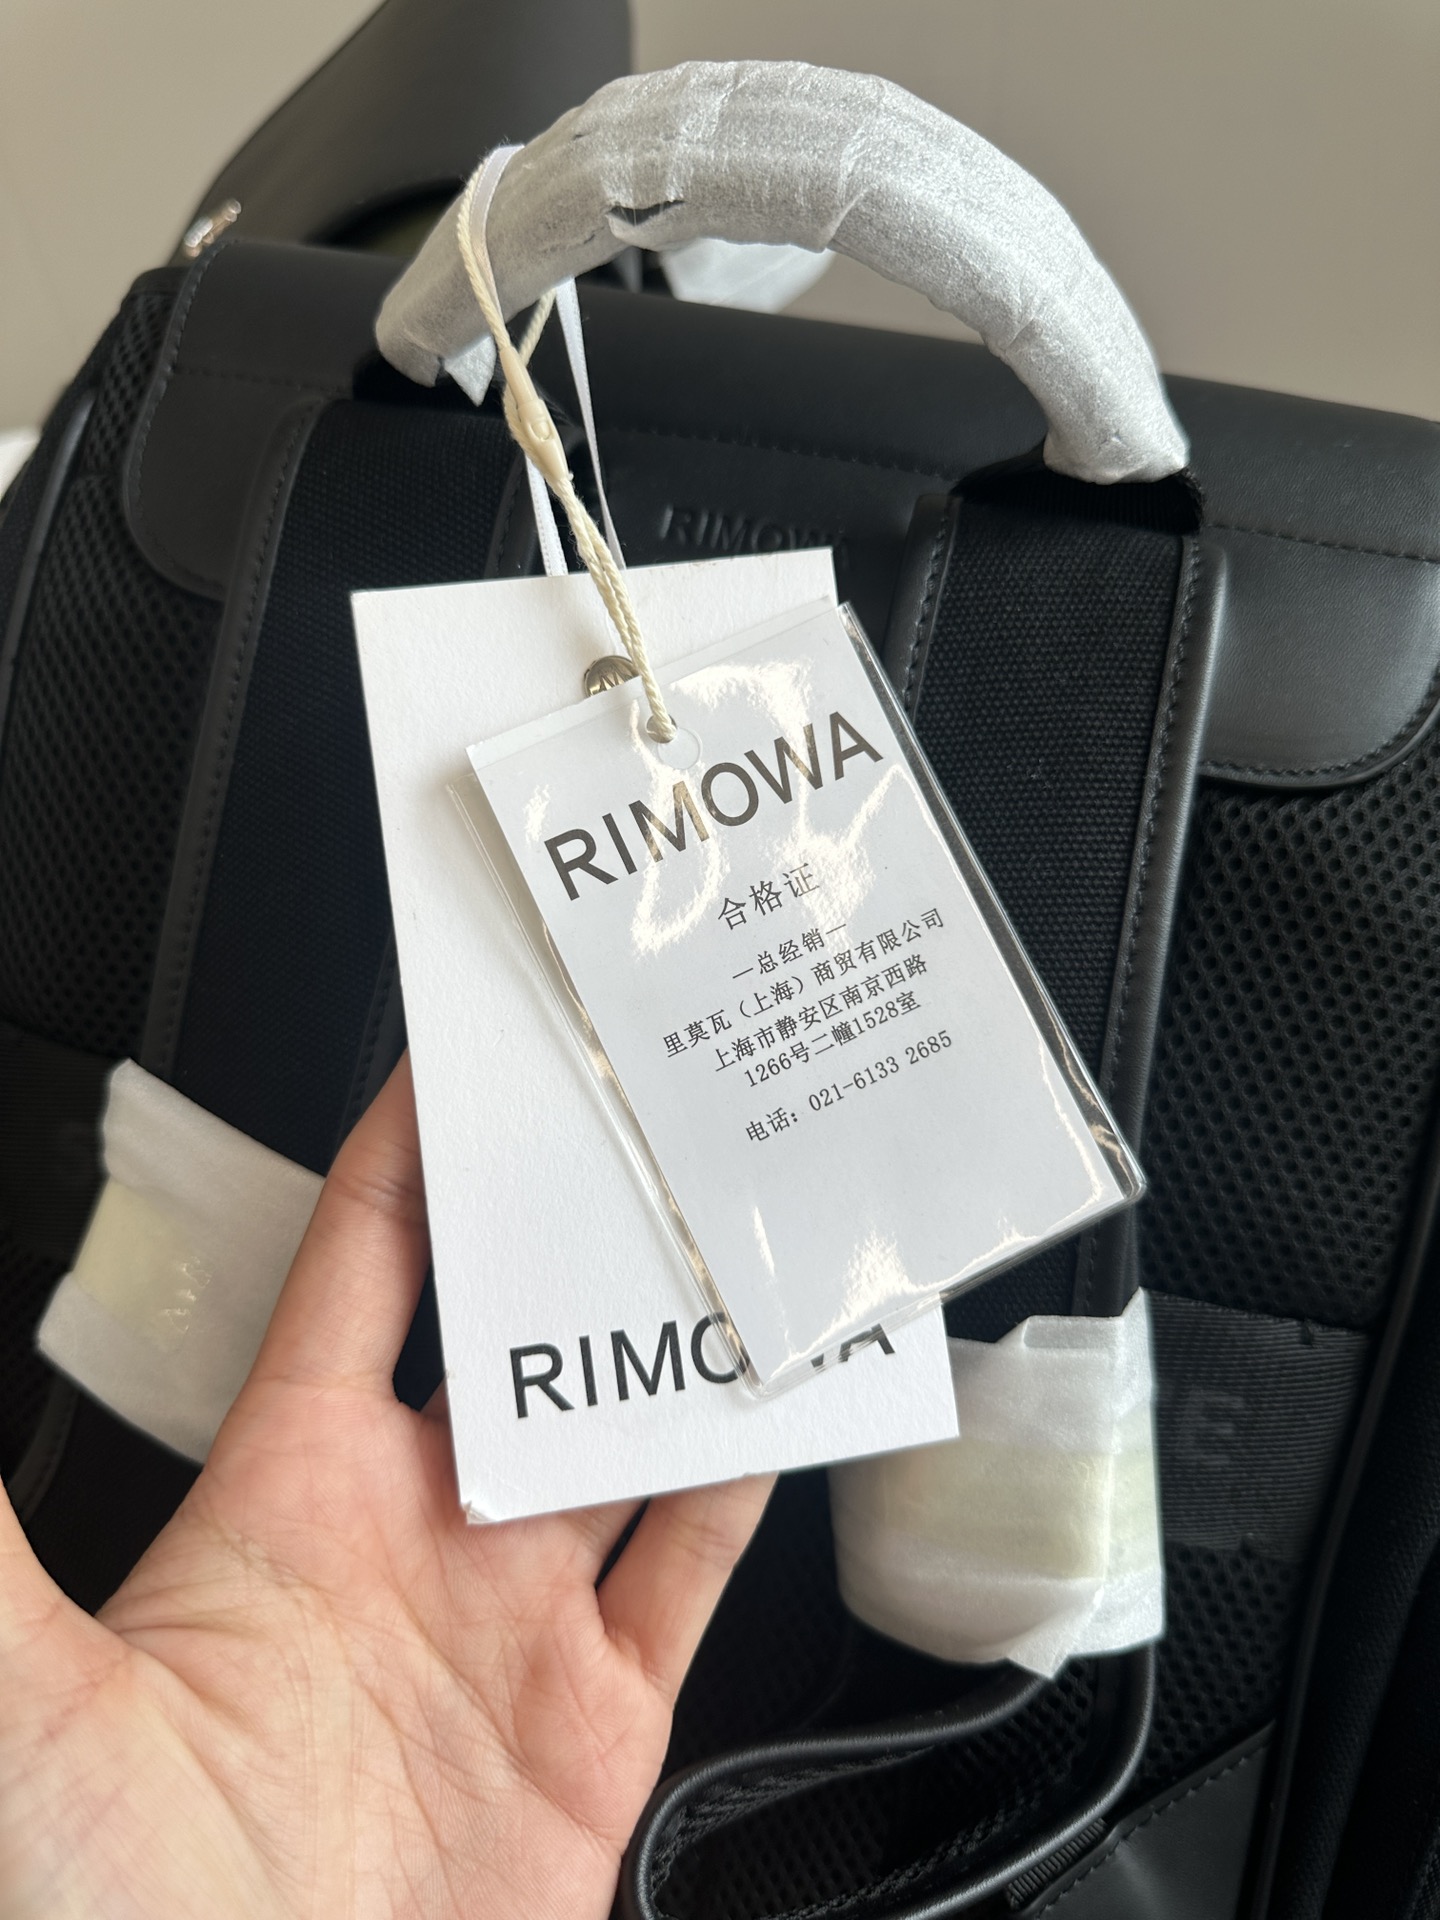 RIMOWA
RIMOWA
合格证
—总经销—
里莫瓦（上海）商贸有限公司
上海市静安区南京西路
1266号二幢1528室
电话：021-6133 2685
RIMOWA
E